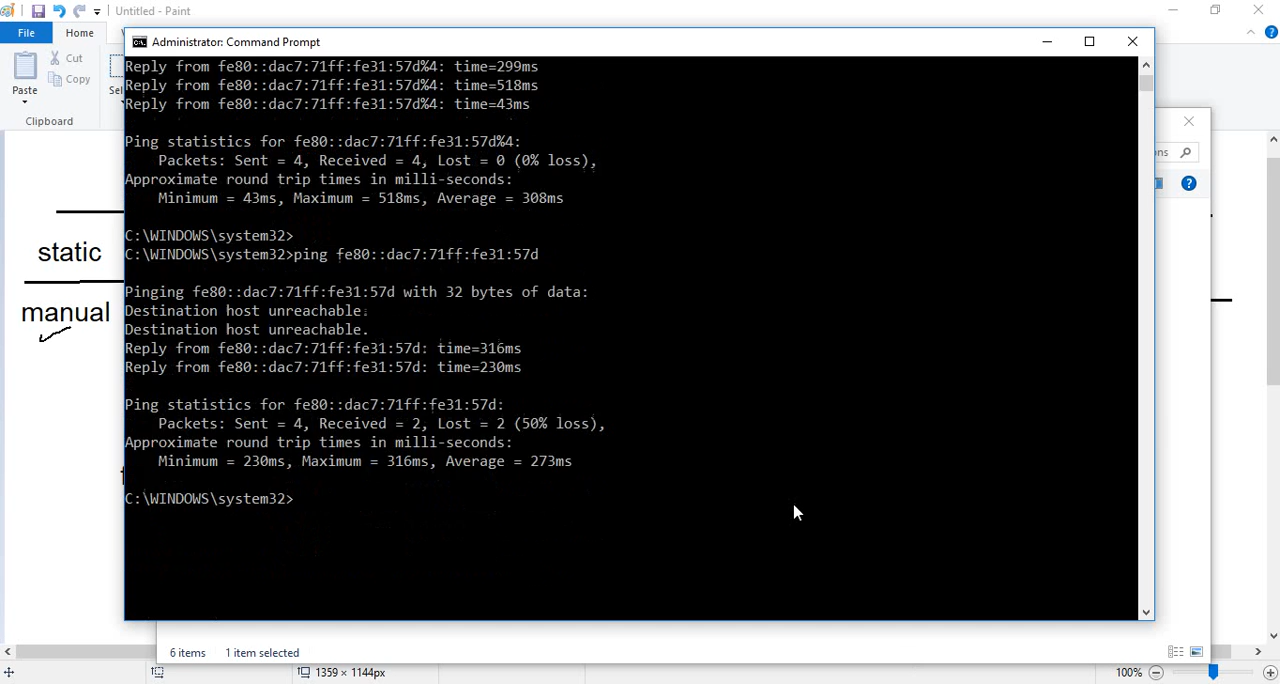 Untitled - Paint
File
Home
Administrator: Command Prompt
Paste
Cut
Copy
Clipboard
static
manual
Reply from fe80::dac7:71ff:fe31:57d%4: time=299ms
Reply from fe80::dac7:71ff:fe31:57d%4: time=518ms
Reply from fe80::dac7:71ff:fe31:57d%4: time=43ms
Ping statistics for fe80::dac7:71ff:fe31:57d%4:
Packets: Sent = 4, Received = 4, Lost = 0 (0% loss),
Approximate round trip times in milli-seconds:
Minimum = 43ms, Maximum = 518ms, Average = 308ms
C:\WINDOWS\system32>
C:\WINDOWS\system32>ping fe80::dac7:71ff:fe31:57d
Pinging fe80::dac7:71ff:fe31:57d with 32 bytes of data:
Destination host unreachable.
Destination host unreachable.
Reply from fe80::dac7:71ff:fe31:57d: time=316ms
Reply from fe80::dac7:71ff:fe31:57d: time=230ms
Ping statistics for fe80::dac7:71ff:fe31:57d:
Packets: Sent = 4, Received = 2, Lost = 2 (50% loss),
Approximate round trip times in milli-seconds:
Minimum = 230ms, Maximum = 316ms, Average = 273ms
C:\WINDOWS\system32>
6 items 1 item selected
1359 × 1144px
100%